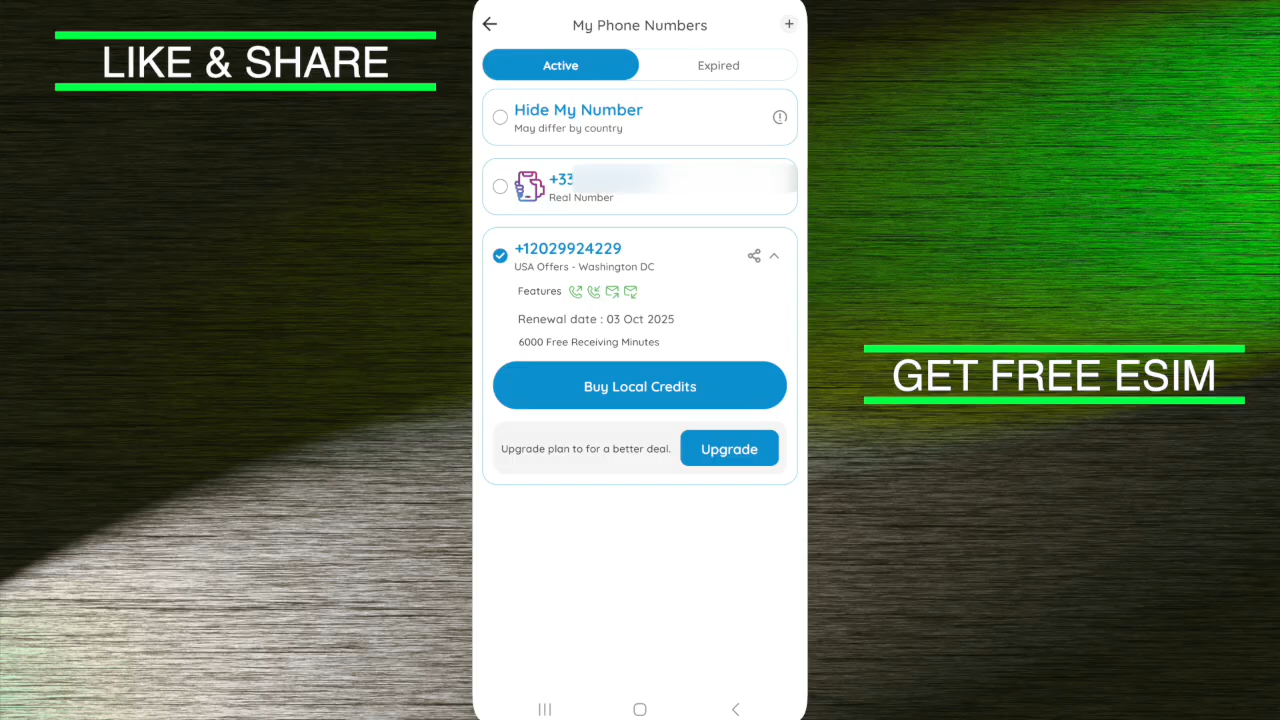 LIKE & SHARE
My Phone Numbers
+
Active
Expired
Hide My Number
May differ by country
+33
Real Number
+12029924229
USA Offers - Washington DC
Features
Renewal date : 03 Oct 2025
6000 Free Receiving Minutes
Buy Local Credits
Upgrade plan to for a better deal.
Upgrade
GET FREE ESIM